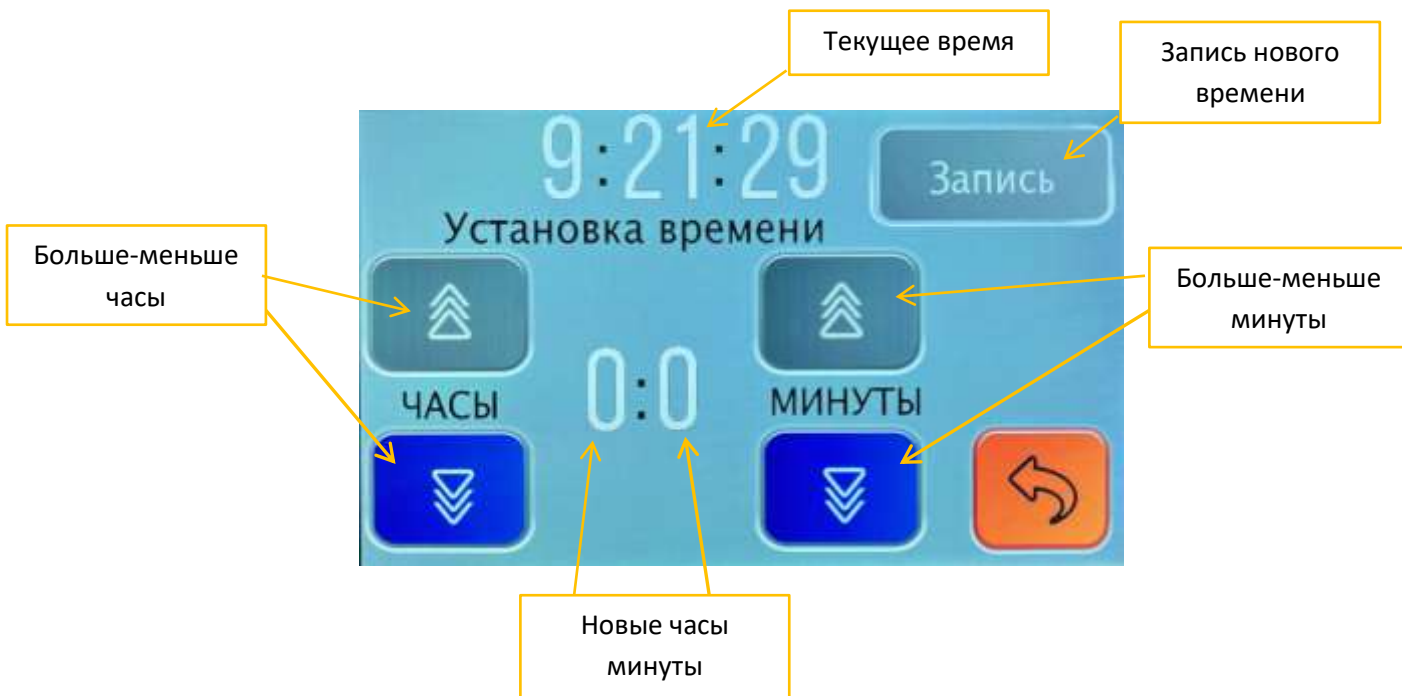 Текущее время
Запись нового
времени
9:21:29
Запись
Установка времени
Больше-меньше
часы
Больше-меньше
минуты
0:0
ЧАСЫ
МИНУТЫ
Новые часы
минуты